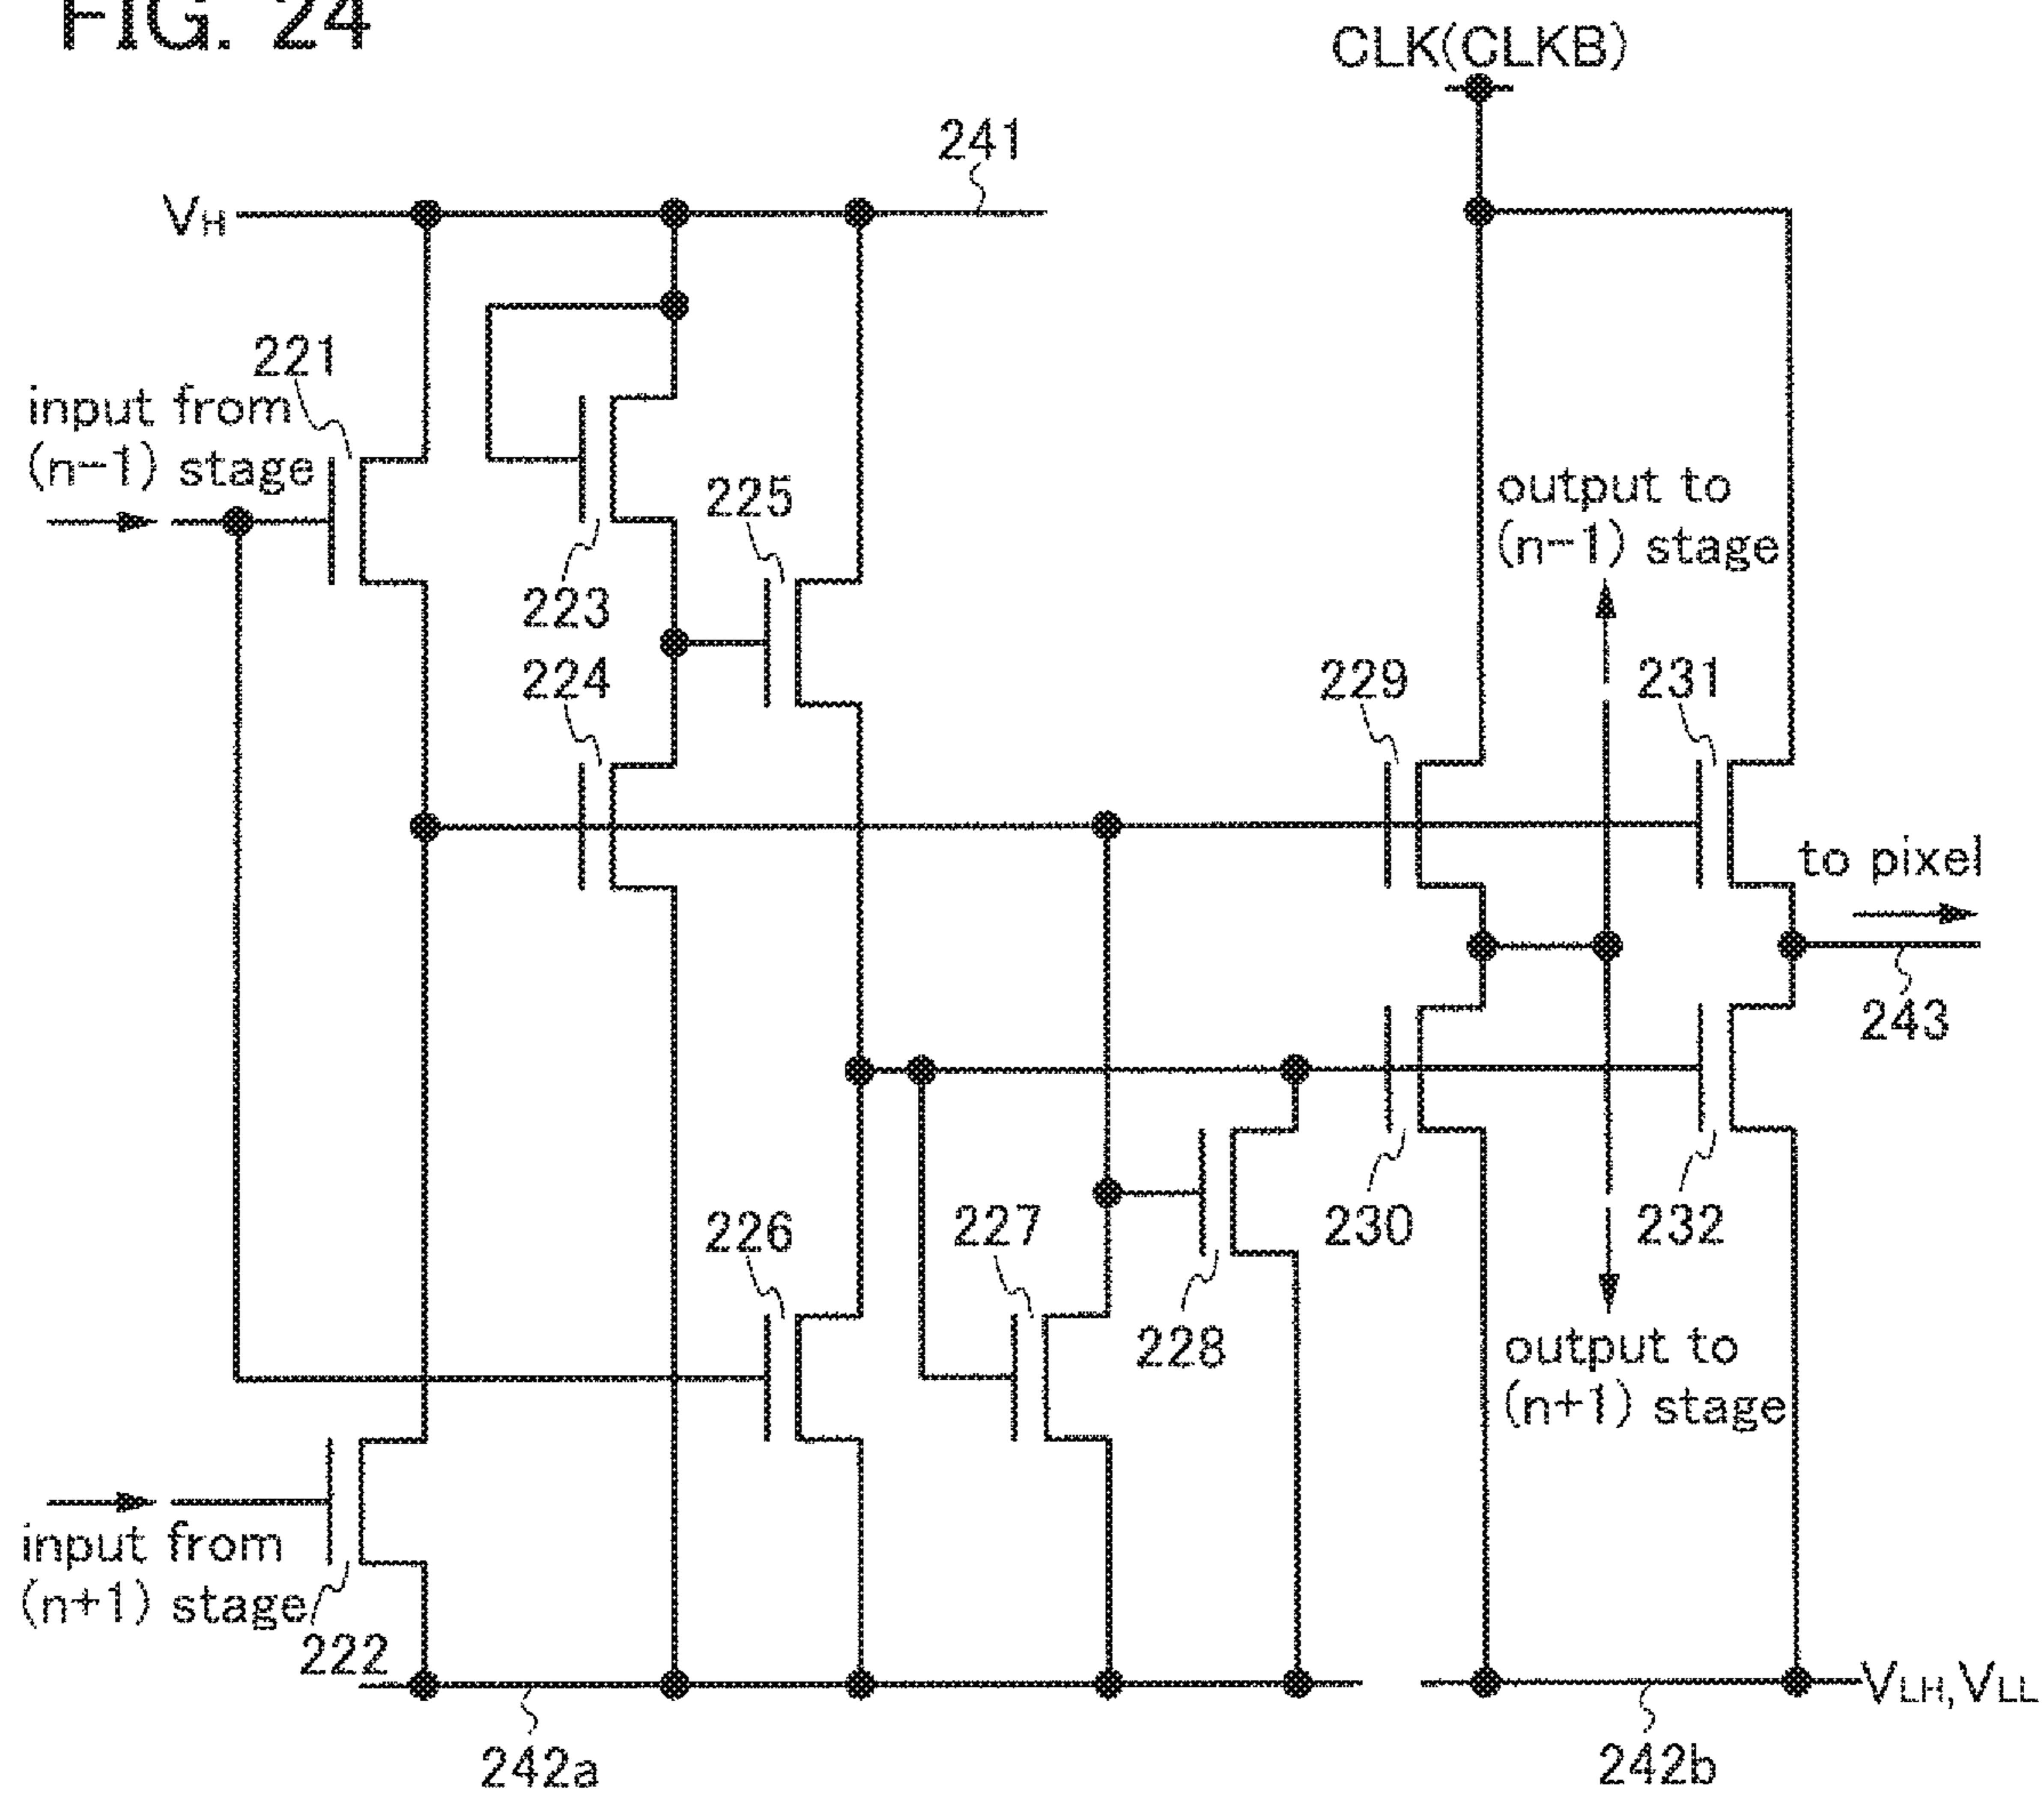 FIG. 24
CLK(CLKB)
241
VH
221
input from
(n-1) stage
225
output to
(n-1) stage
223
224
229
231
to pixel
243
226
227
230
232
228
output to
(n+1) stage
input from
(n+1) stage
222
VLH, VLL
242a
242b